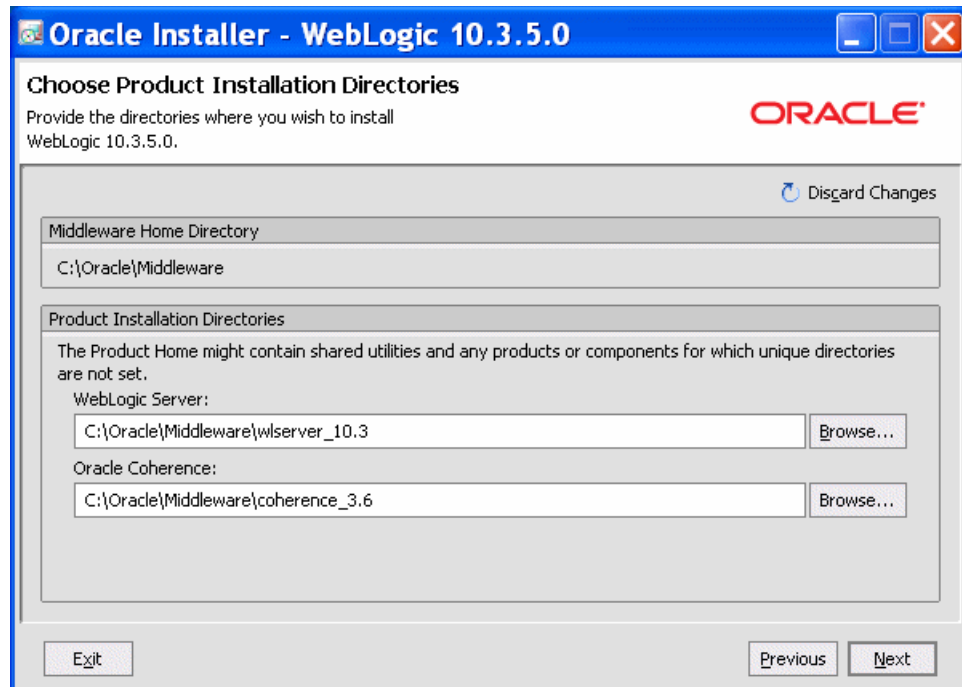 Oracle Installer - WebLogic 10.3.5.0
Choose Product Installation Directories
Provide the directories where you wish to install
WebLogic 10.3.5.0.
ORACLE
Discard Changes
Middleware Home Directory
C:\Oracle\Middleware
Product Installation Directories
The Product Home might contain shared utilities and any products or components for which unique directories
are not set.
WebLogic Server:
C:\Oracle\Middleware\wlserver_10.3
Browse...
Oracle Coherence:
C:\Oracle\Middleware\coherence_3.6
Browse...
Exit
Previous
Next